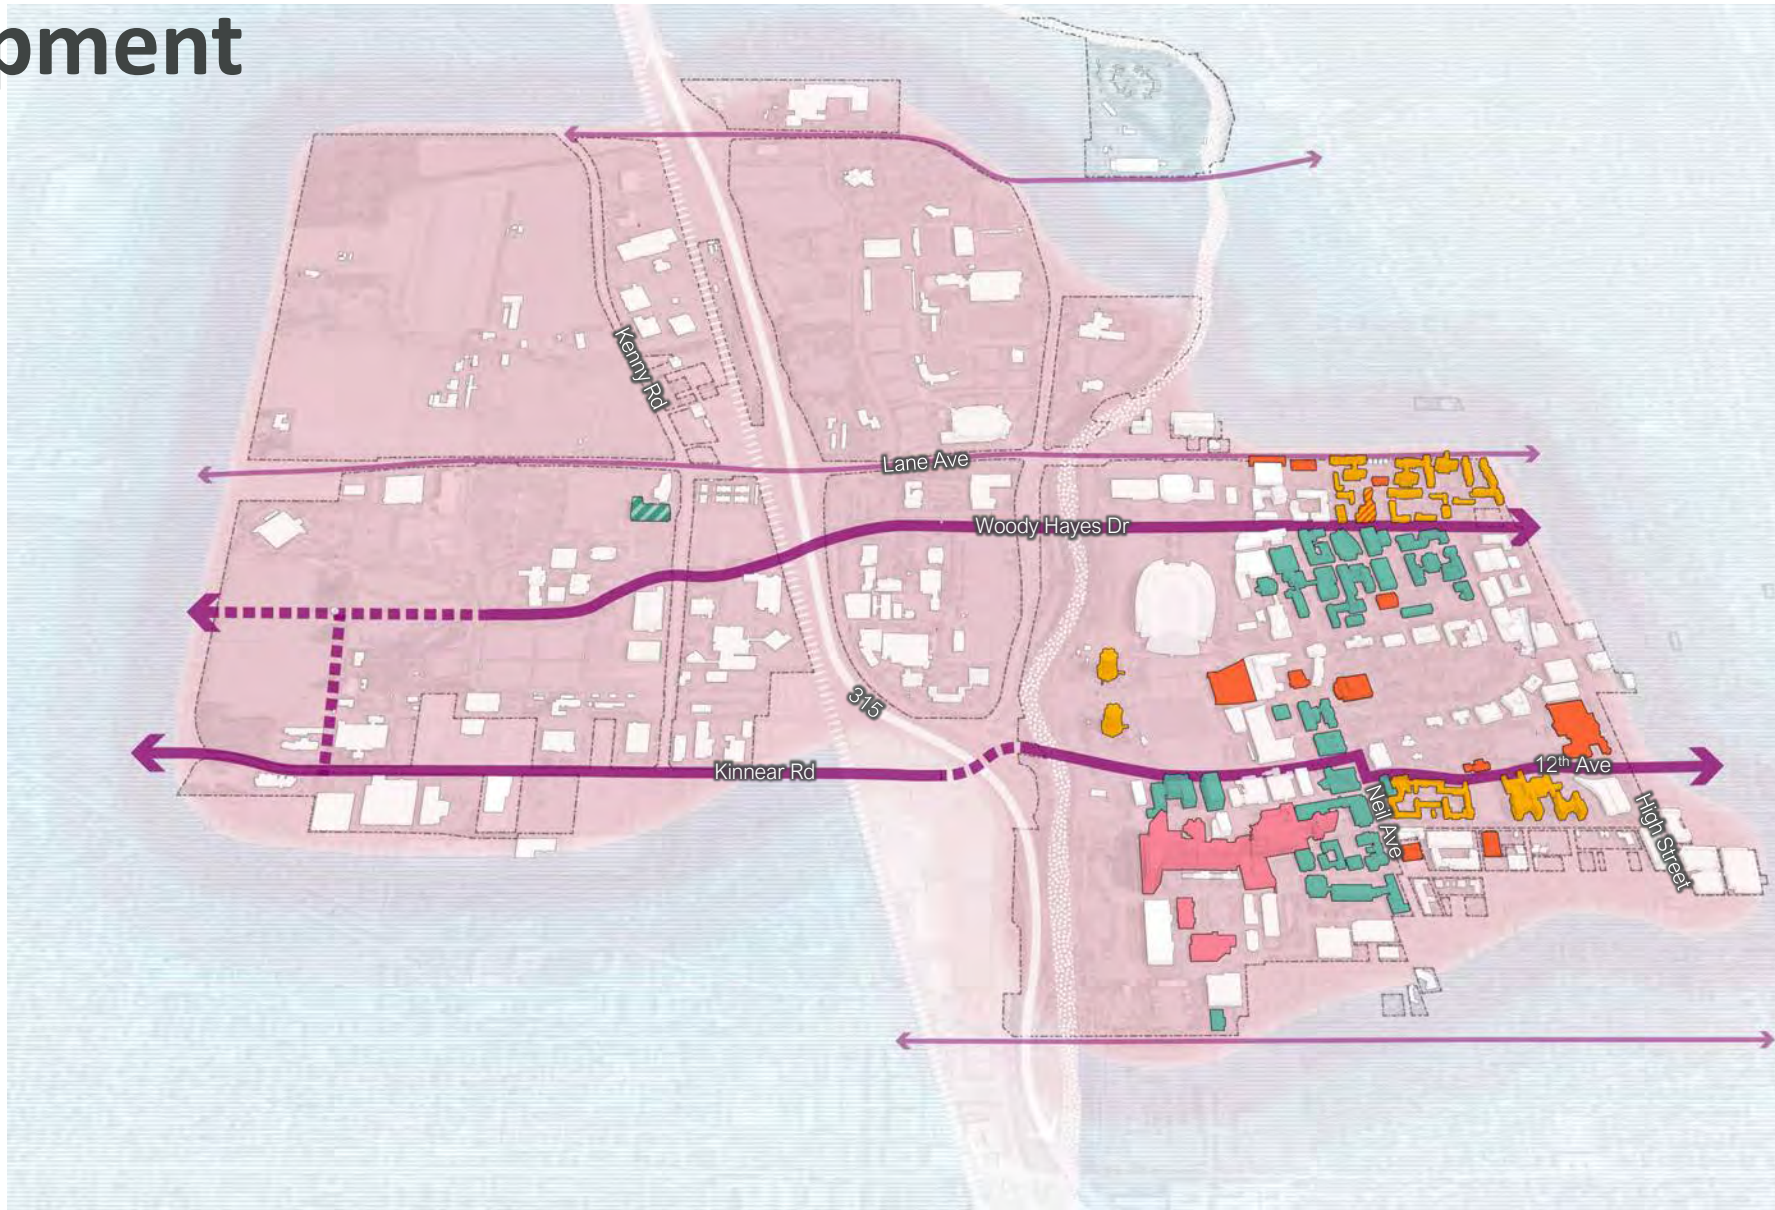 pment
Kenny Rd
Lane Ave
Woody Hayes Dr
315
Kinnear Rd
12th Ave
Neil Ave
High Street